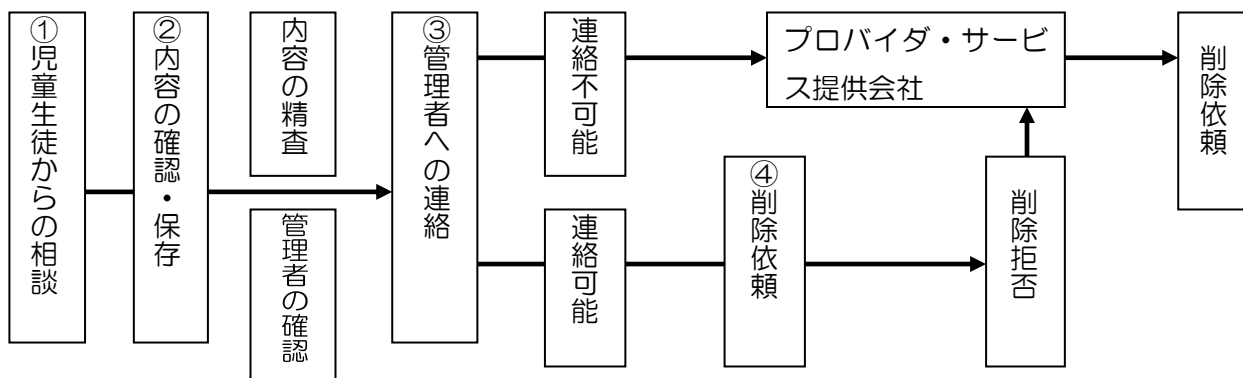 ①児童生徒からの相談
②内容の確認・保存
内容の精査
管理者の確認
③管理者への連絡
連絡不可能
連絡可能
④削除依頼
プロバイダ・サービ
ス提供会社
削除拒否
削除依頼